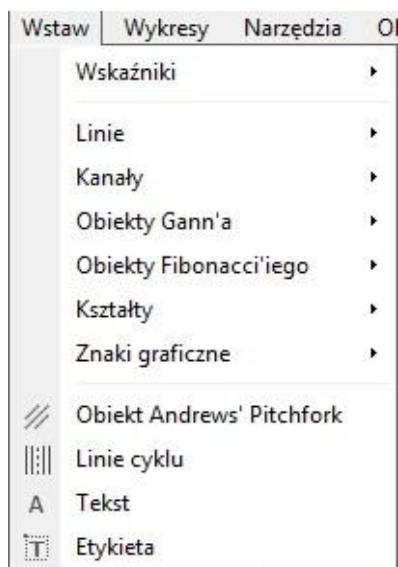 Wstaw Wykresy Narzędzia
Wskaźniki
Linie
Kanały
Obiekty Gann'a
Obiekty Fibonacci'iego
Kształty
Znaki graficzne
Obiekt Andrews' Pitchfork
Linie cyklu
A Tekst
T Etykieta